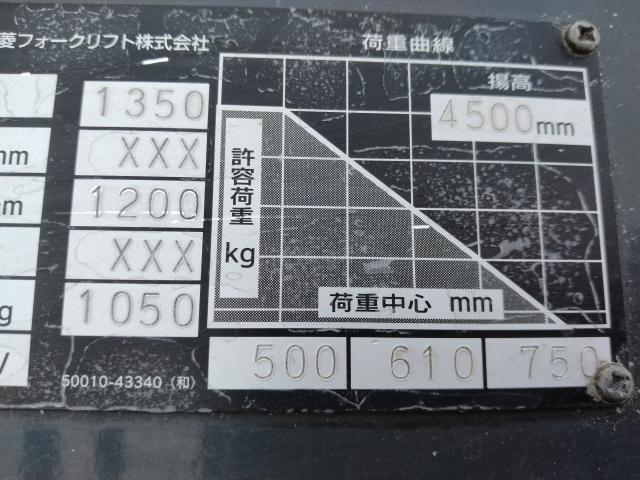 菱フォークリフト株式会社
荷重曲線
揚高
4500mm
1350
XXX
1200
XXX
1050
mm
g
V
許容荷重
kg
荷重中心 mm
500 610 750
50010-43340 (和)